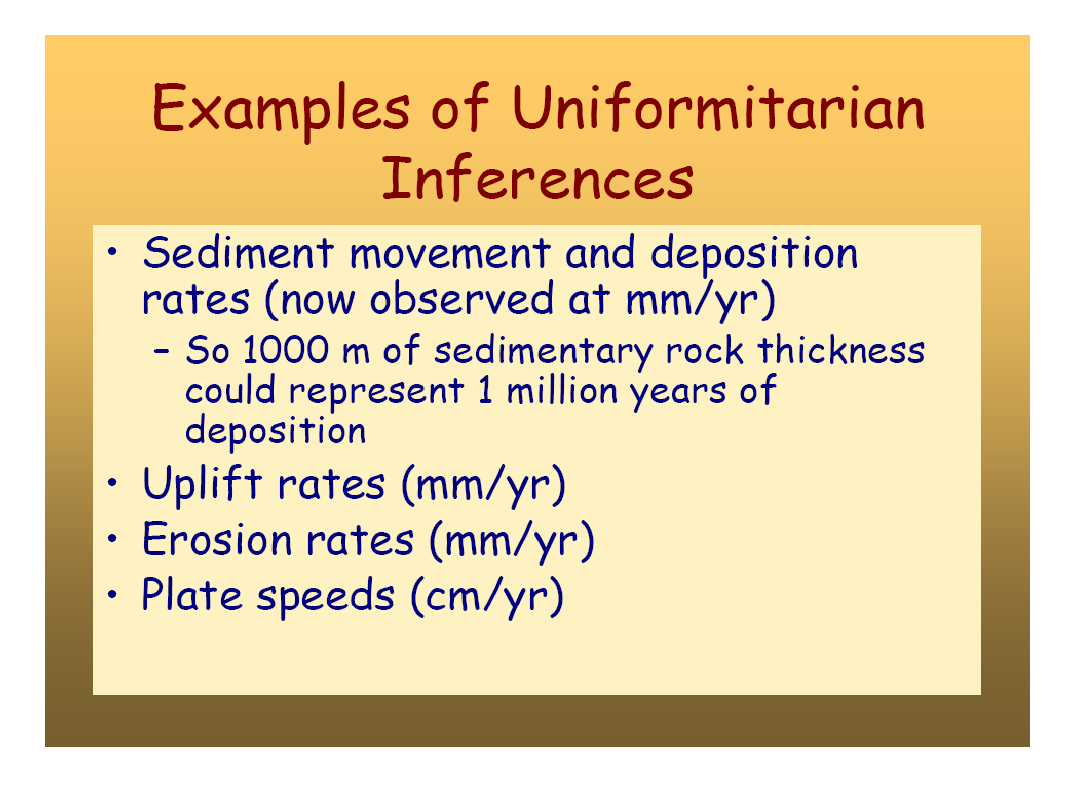 Examples of Uniformitarian
Inferences
• Sediment movement and deposition
rates (now observed at mm/yr)
– So 1000 m of sedimentary rock thickness
could represent 1 million years of
deposition
• Uplift rates (mm/yr)
• Erosion rates (mm/yr)
• Plate speeds (cm/yr)